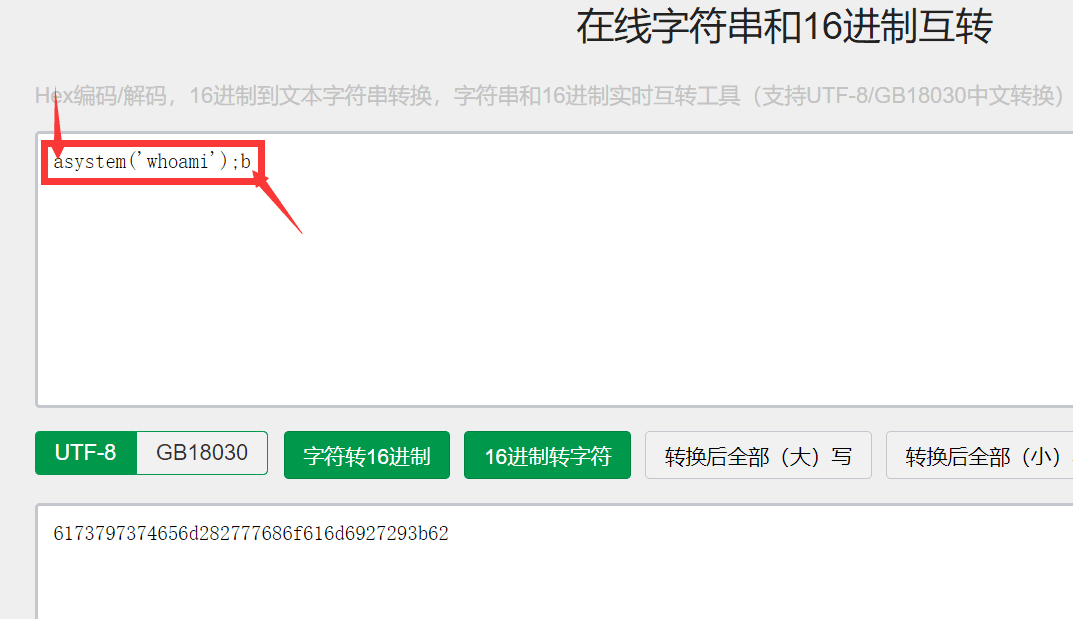 在线字符串和16进制互转
Hex编码/解码，16进制到文本字符串转换，字符串和16进制实时互转工具（支持UTF-8/GB18030中文转换）
asystem('whoami');b
UTF-8 GB18030 字符转16进制 16进制转字符 转换后全部（大）写 转换后全部（小）
6173797374656d282777686f616d6927293b62